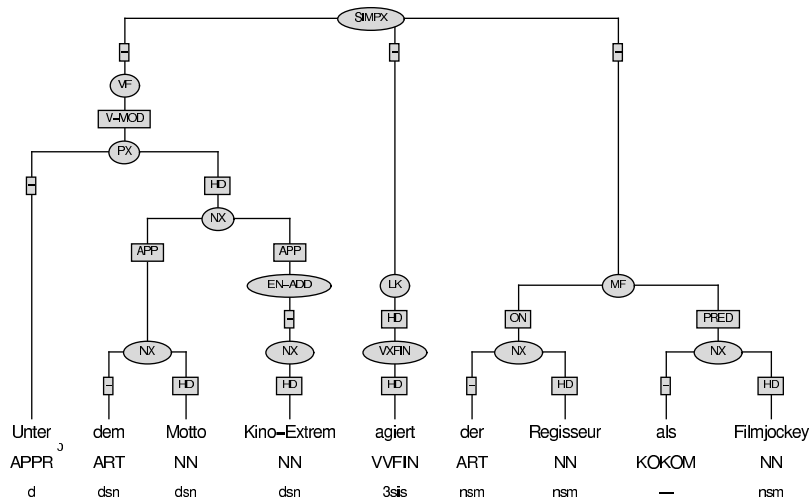 SIMPX
– – –
VF
V–MOD
PX
– HD
NX
APP APP
EN–ADD LK MF
– HD ON PRED
NX NX VXFIN NX NX
– HD HD HD – HD – HD
Unter dem Motto Kino–Extrem agiert der Regisseur als Filmjockey
APPR ART NN NN VVFIN ART NN KOKOM NN
d dsn dsn dsn 3sis nsm nsm –– nsm